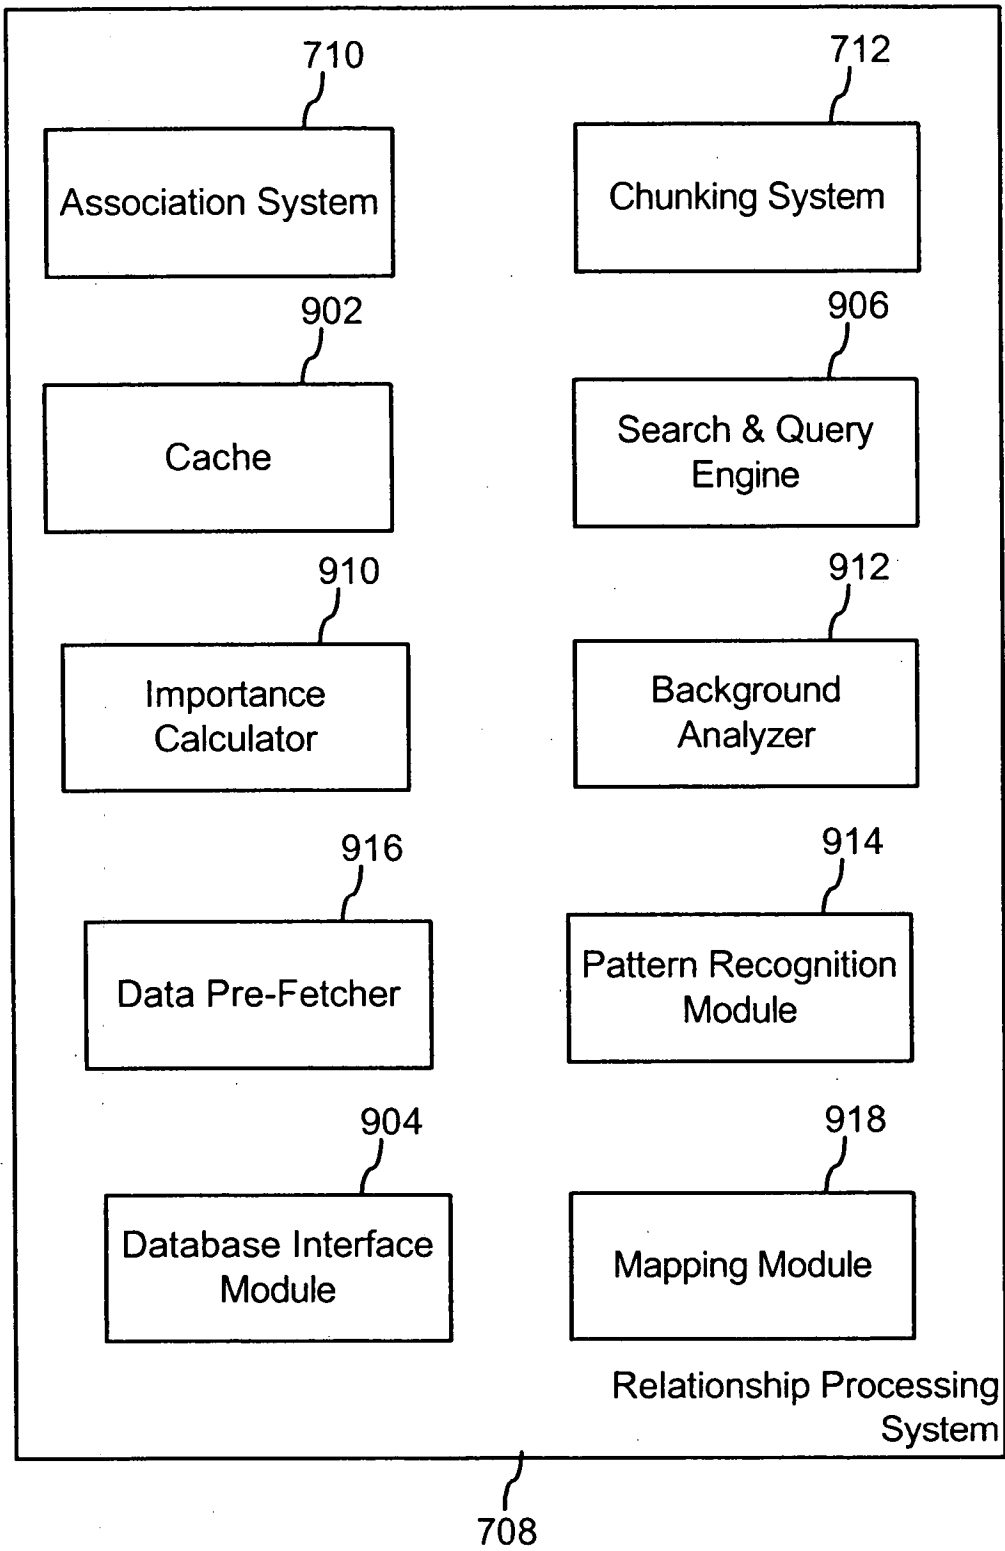 710
712
Association System
Chunking System
902
906
Cache
Search & Query
Engine
910
912
Importance
Calculator
Background
Analyzer
916
914
Data Pre-Fetcher
Pattern Recognition
Module
904
918
Database Interface
Module
Mapping Module
Relationship Processing
System
708